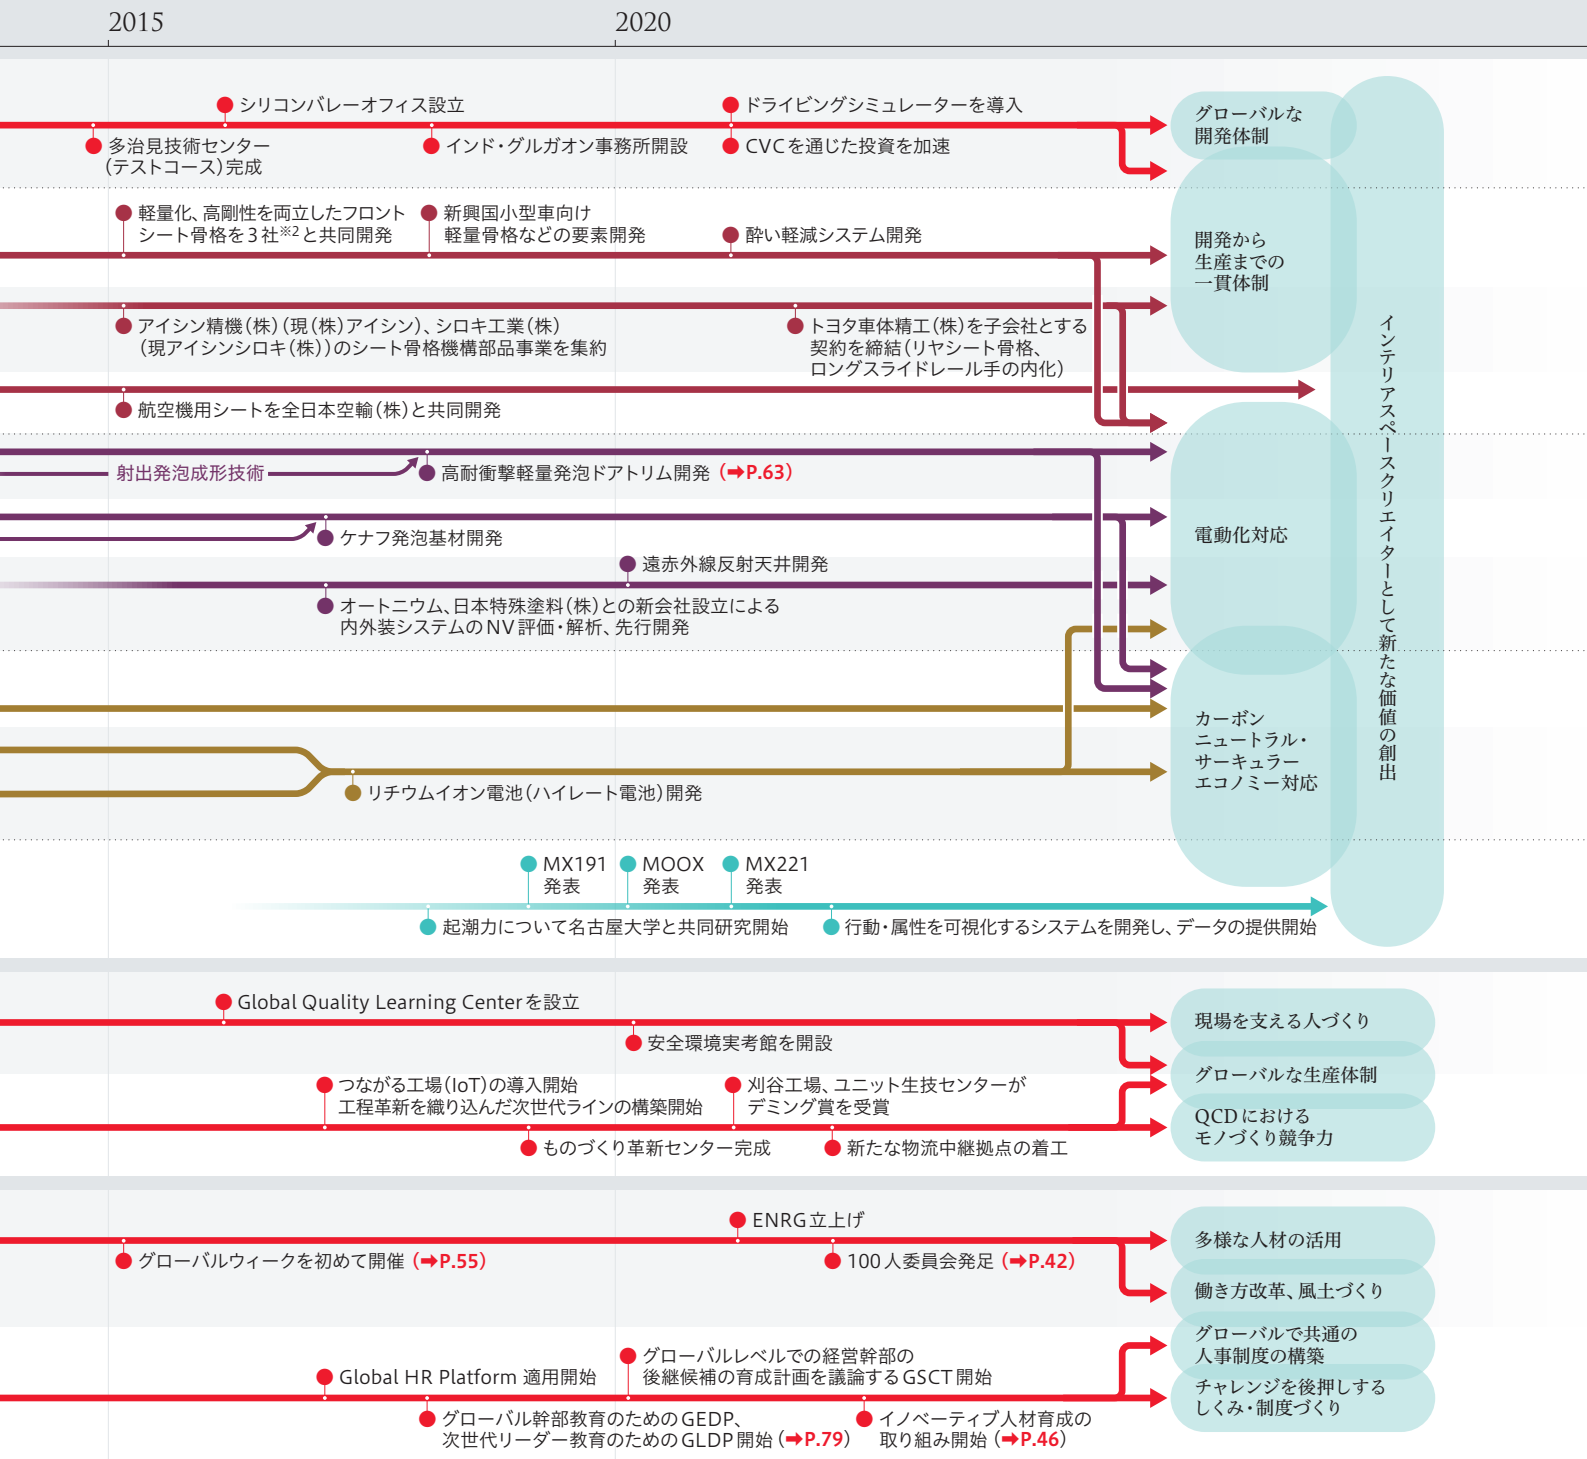 2015
2020
シリコンバレーオフィス設立
ドライビングシミュレーターを導入
多治見技術センター
（テストコース）完成
インド・グルガオン事務所開設
CVCを通じた投資を加速
グローバルな
開発体制
軽量化、高剛性を両立したフロント
シート骨格を3社※2と共同開発
新興国小型車向け
軽量骨格などの要素開発
酔い軽減システム開発
開発から
生産までの
一貫体制
アイシン精機（株）（現（株）アイシン）、シロキ工業（株）
（現アイシンシロキ（株））のシート骨格機構部品事業を集約
トヨタ車体精工（株）を子会社とする
契約を締結（リヤシート骨格、
ロングスライドレール手の内化）
航空機用シートを全日本空輸（株）と共同開発
射出発泡成形技術
高耐衝撃軽量発泡ドアトリム開発（➡P.63）
ケナフ発泡基材開発
遠赤外線反射天井開発
電動化対応
オートニウム、日本特殊塗料（株）との新会社設立による
内外装システムのNV評価・解析、先行開発
カーボン
ニュートラル・
サーキュラー
エコノミー対応
リチウムイオン電池（ハイレート電池）開発
インテリアスペースクリエイターとして新たな価値の創出
MX191
発表
MOOX
発表
MX221
発表
起潮力について名古屋大学と共同研究開始
行動・属性を可視化するシステムを開発し、データの提供開始
Global Quality Learning Centerを設立
安全環境実考館を開設
現場を支える人づくり
つながる工場（IoT）の導入開始
工程革新を織り込んだ次世代ラインの構築開始
刈谷工場、ユニット生技センターが
デミング賞を受賞
グローバルな生産体制
ものづくり革新センター完成
新たな物流中継拠点の着工
QCDにおける
モノづくり競争力
ENRG立上げ
グローバルウィークを初めて開催（➡P.55）
100人委員会発足（➡P.42）
多様な人材の活用
働き方改革、風土づくり
Global HR Platform 適用開始
グローバルレベルでの経営幹部の
後継候補の育成計画を議論するGSCT開始
グローバルで共通の
人事制度の構築
グローバル幹部教育のためのGEDP、
次世代リーダー教育のためのGLDP開始（➡P.79）
イノベーティブ人材育成の
取り組み開始（➡P.46）
チャレンジを後押しする
しくみ・制度づくり